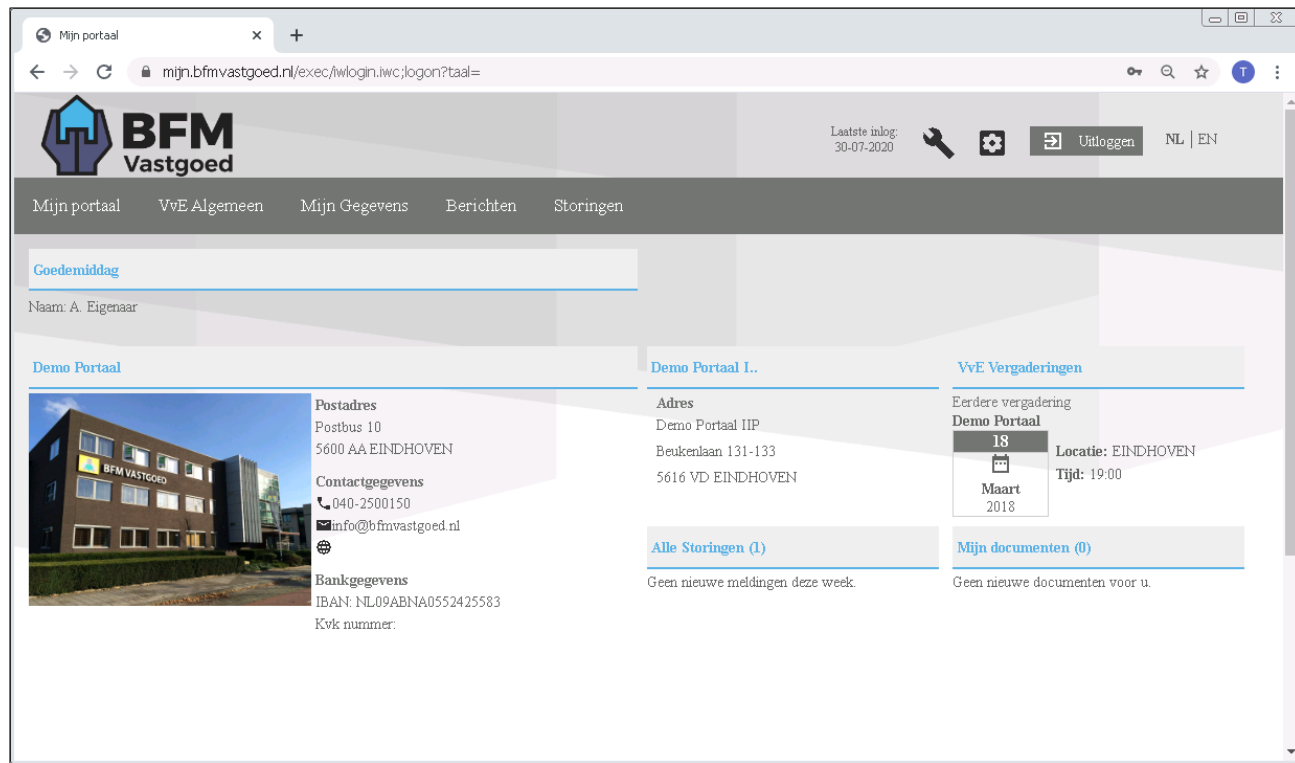 Mijn portaal
mijn.bfmvastgoed.nl/exec/iwlogin.iwc;logon?taal=
T
BFM
Vastgoed
Laatste inlog:
30-07-2020
Uitloggen
NL | EN
Mijn portaal VvE Algemeen Mijn Gegevens Berichten Storingen
Goedemiddag
Naam: A. Eigenaar
Demo Portaal
BFM VASTGOED
Postadres
Postbus 10
5600 AA EINDHOVEN
Contactgegevens
040-2500150
info@bfmvastgoed.nl
Bankgegevens
IBAN: NL09ABNA0552425583
Kvk nummer:
Demo Portaal I..
Adres
Demo Portaal IIP
Beukenlaan 131-133
5616 VD EINDHOVEN
Alle Storingen (1)
Geen nieuwe meldingen deze week.
VvE Vergaderingen
Eerdere vergadering
Demo Portaal
18
Maart
2018
Locatie: EINDHOVEN
Tijd: 19:00
Mijn documenten (0)
Geen nieuwe documenten voor u.